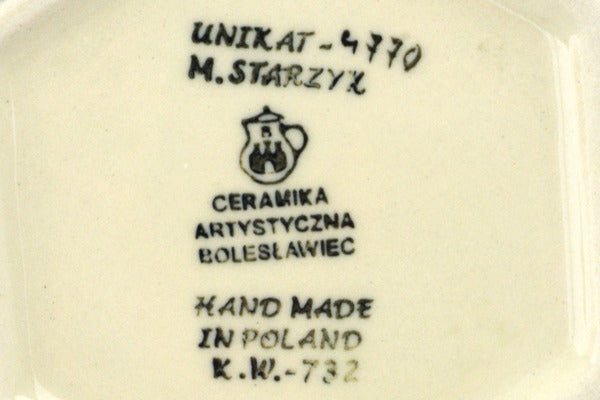 UNIKAT-4770
M. STARZYK
CERAMIKA
ARTYSTYCZNA
BOLESŁAWIEC
HAND MADE
IN POLAND
K.W.-732